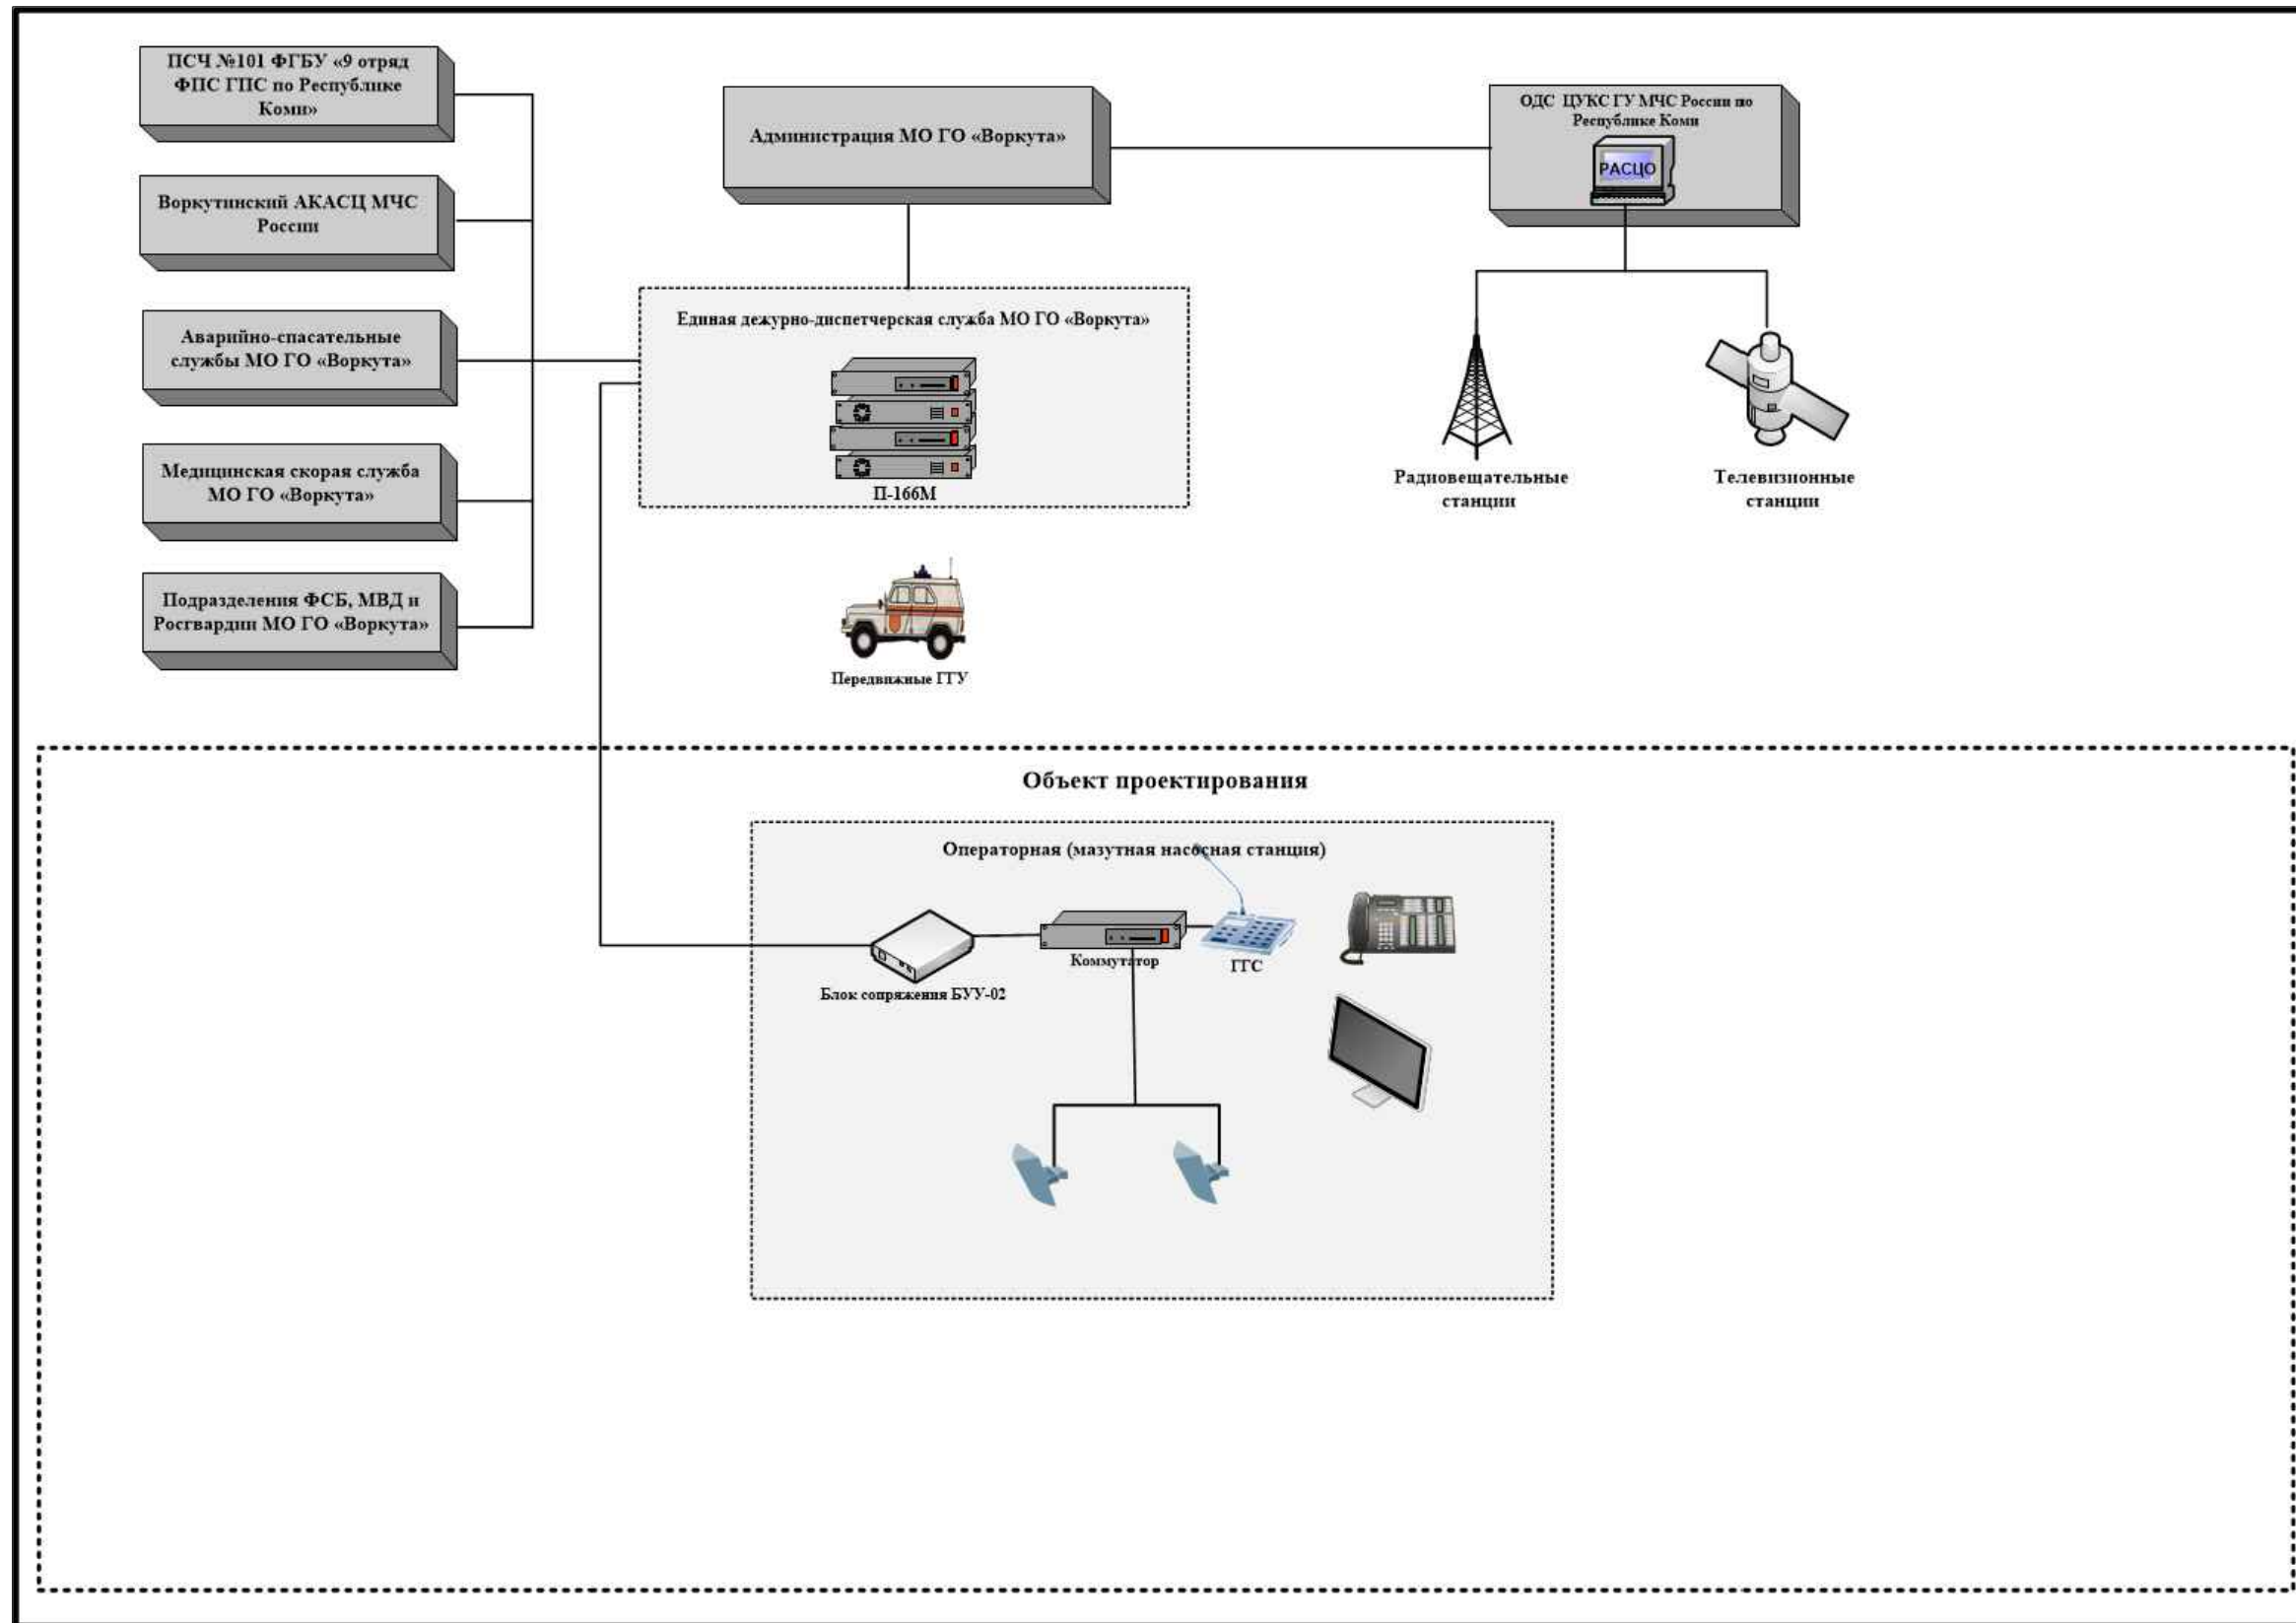 ПСЧ №101 ФГБУ «9 отряд
ФПС ГПС по Республике
Коми»
Воркутинский АКАСЦ МЧС
России
Аварийно-спасательные
службы МО ГО «Воркута»
Медицинская скорая служба
МО ГО «Воркута»
Подразделения ФСБ, МВД и
Росгвардии МО ГО «Воркута»
Администрация МО ГО «Воркута»
ОДС ЦУКС ГУ МЧС России по
Республике Коми
РАСЦО
Единая дежурно-диспетчерская служба МО ГО «Воркута»
П-166М
Радиовещательные
станции
Телевизионные
станции
Передвижные ГГУ
Объект проектирования
Операторная (мазутная насосная станция)
Блок сопряжения БУУ-02
Коммутатор
ГГС